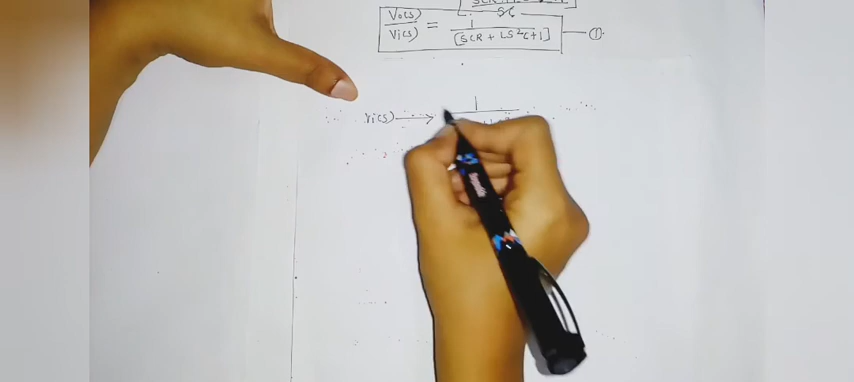 Vo(s) / Vi(s) = 1 / [SCR + LS²C+1] — ①
Vi(s) → 1